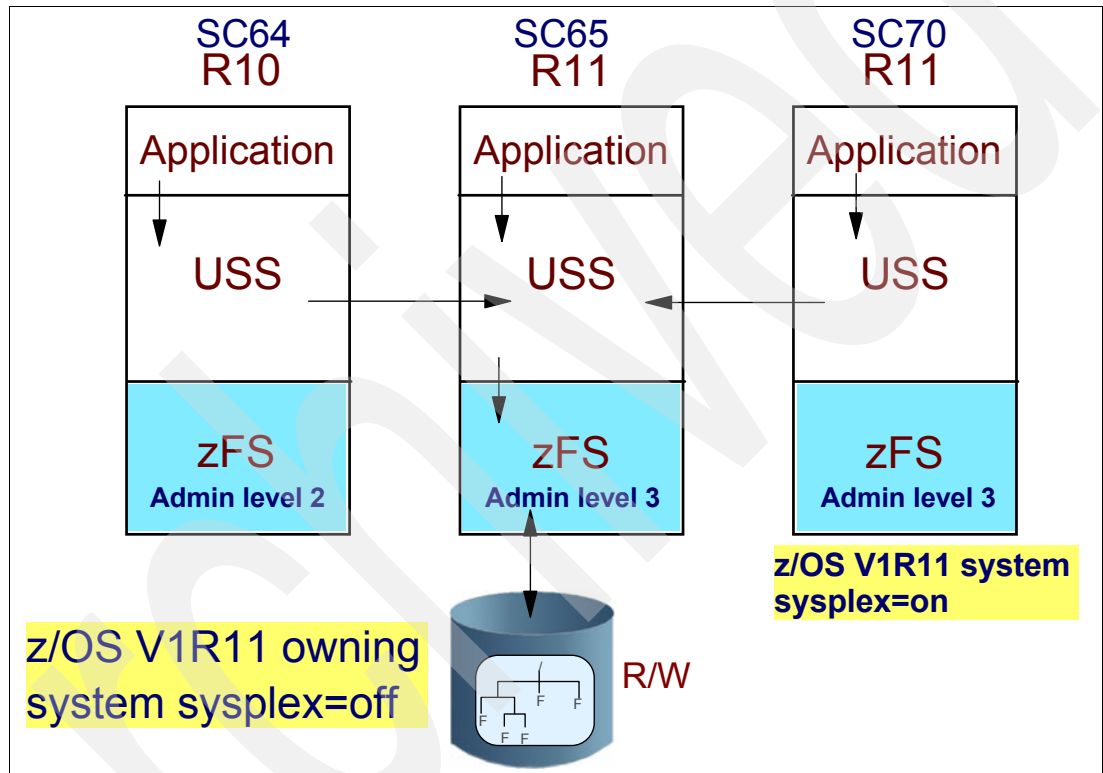 SC64
R10
SC65
R11
SC70
R11
Application
Application
Application
USS
USS
USS
zFS
Admin level 2
zFS
Admin level 3
zFS
Admin level 3
z/OS V1R11 system
sysplex=on
z/OS V1R11 owning
system sysplex=off
R/W
F
F
F
F
F